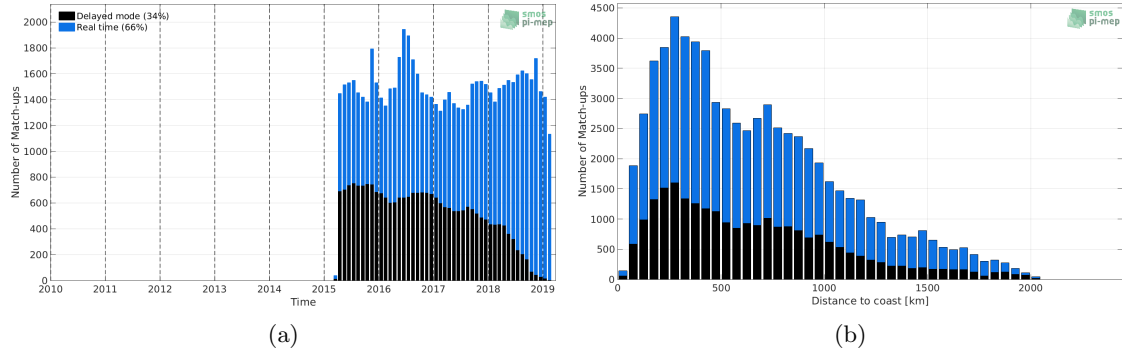 Delayed mode (34%)
Real time (66%)
smos
pi-mep
Number of Match-ups
2000
1800
1600
1400
1200
1000
800
600
400
200
0
2010 2011 2012 2013 2014 2015 2016 2017 2018 2019
Time
(a)
smos
pi-mep
Number of Match-ups
4500
4000
3500
3000
2500
2000
1500
1000
500
0
0 500 1000 1500 2000
Distance to coast [km]
(b)